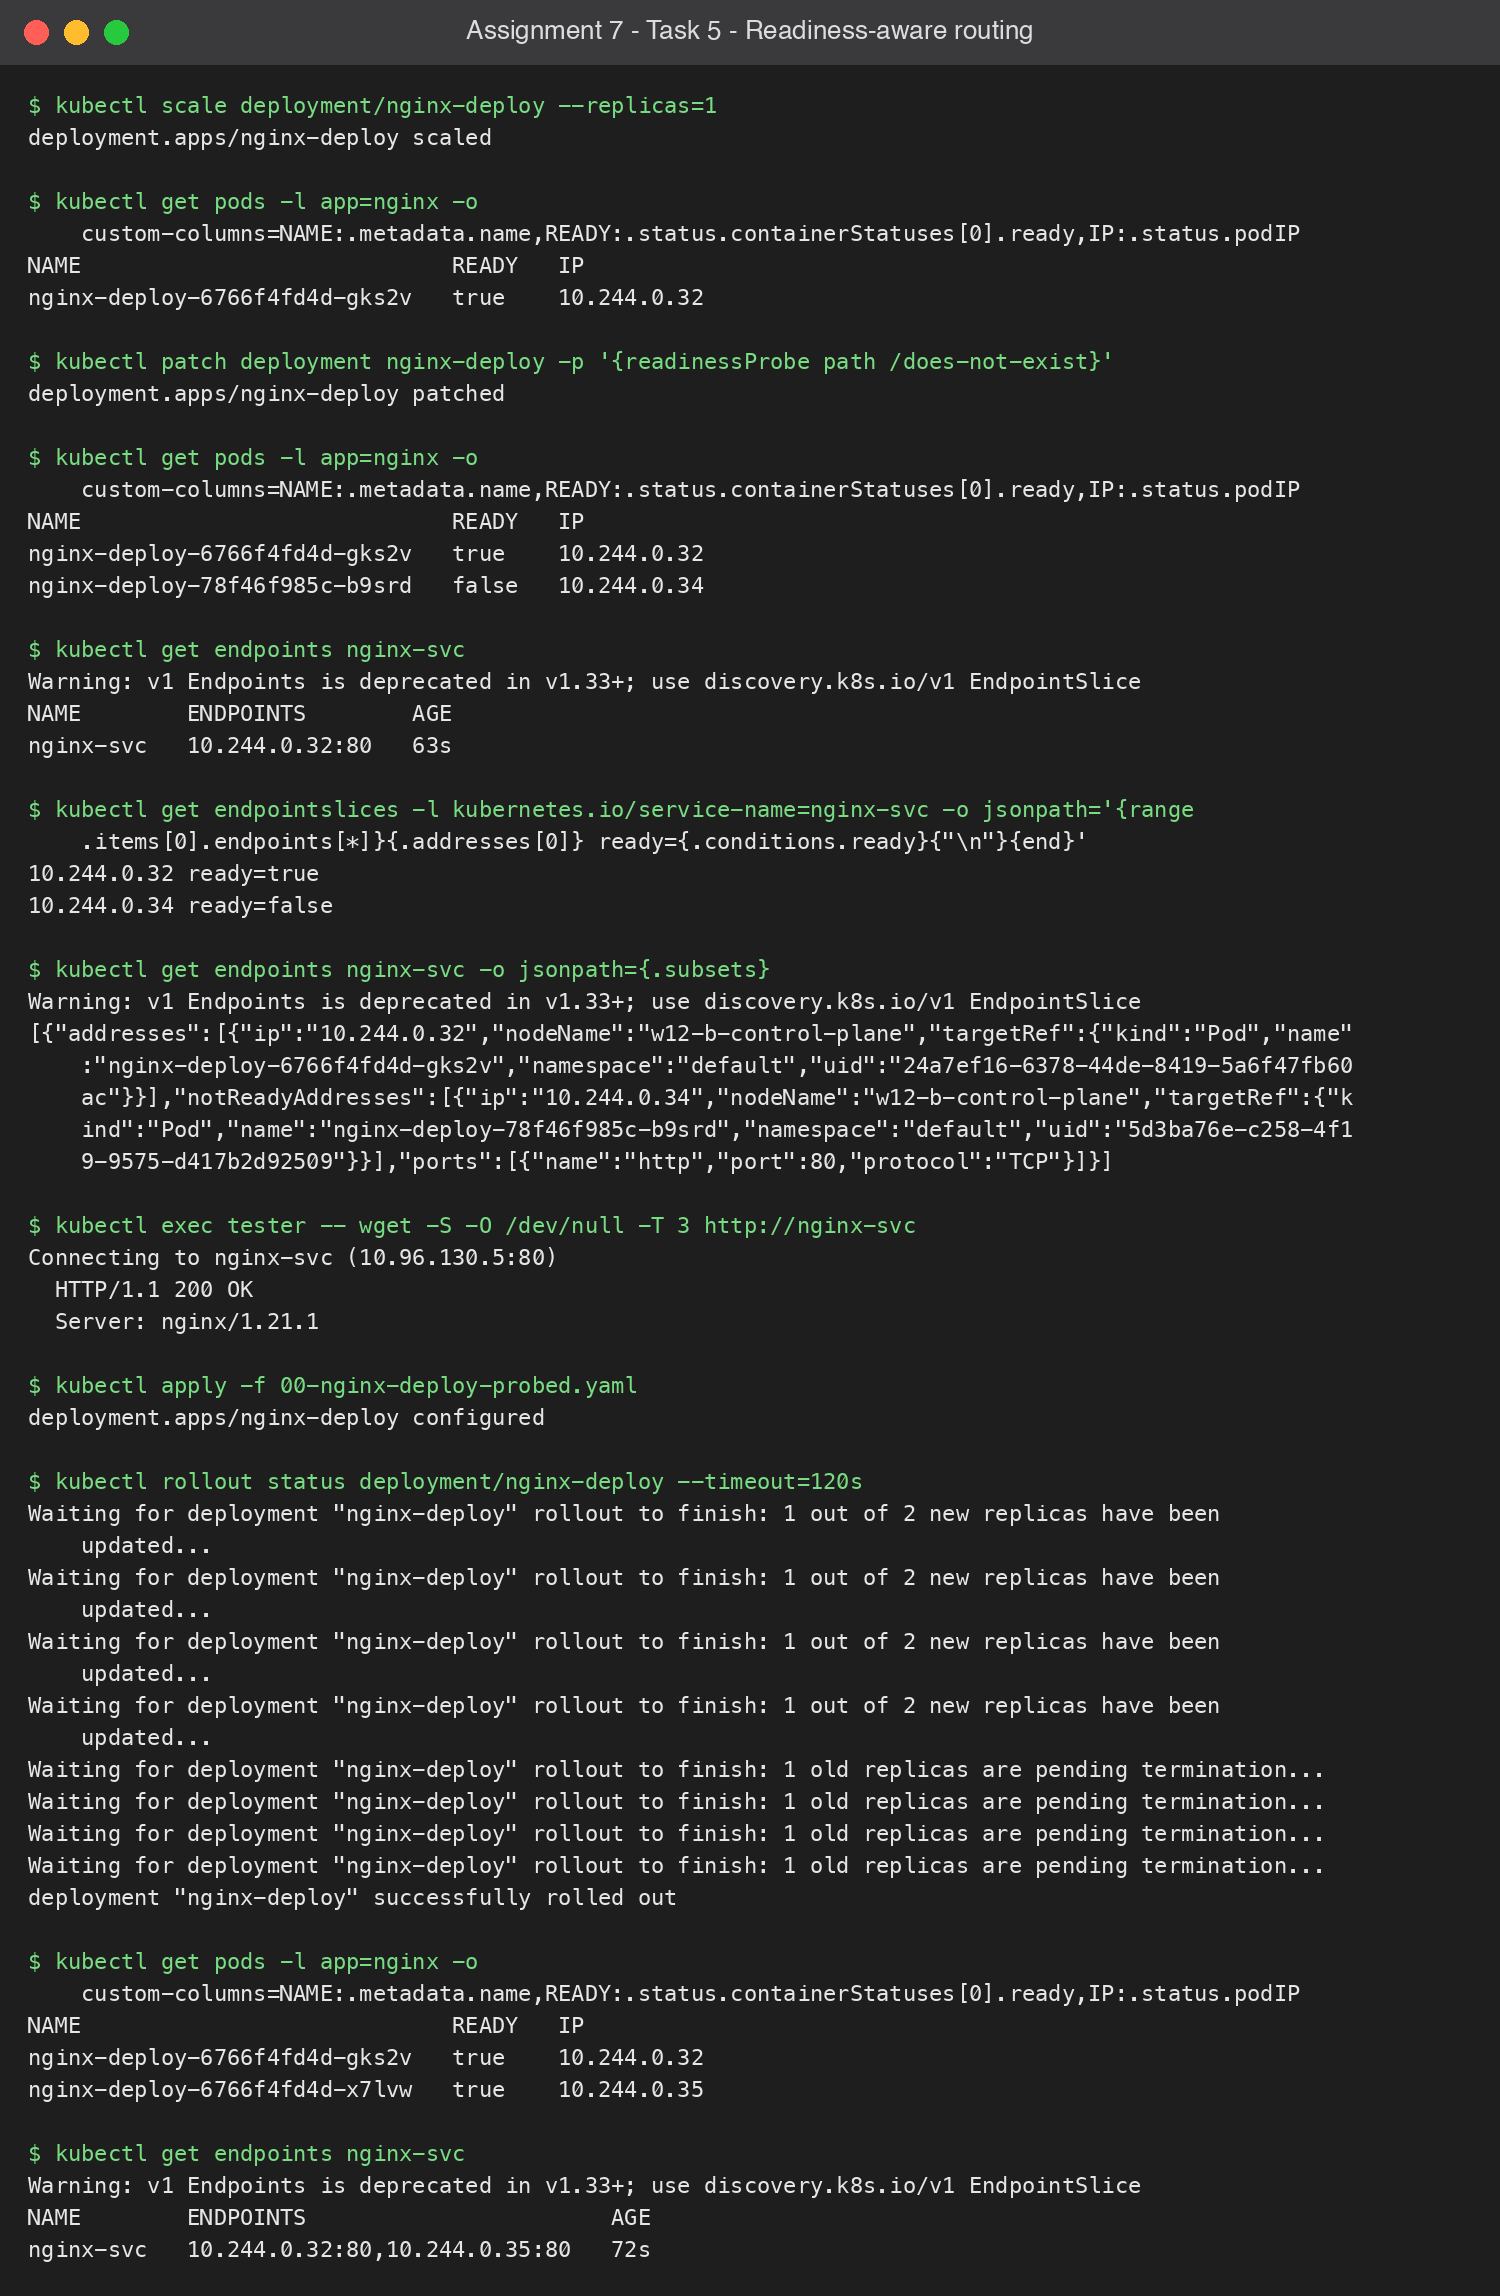 Assignment 7 - Task 5 - Readiness-aware routing
$ kubectl scale deployment/nginx-deploy --replicas=1
deployment.apps/nginx-deploy scaled
$ kubectl get pods -l app=nginx -o
custom-columns=NAME:.metadata.name,READY:.status.containerStatuses[0].ready,IP:.status.podIP
NAME                            READY   IP
nginx-deploy-6766f4fd4d-gks2v   true    10.244.0.32
$ kubectl patch deployment nginx-deploy -p '{readinessProbe path /does-not-exist}'
deployment.apps/nginx-deploy patched
$ kubectl get pods -l app=nginx -o
custom-columns=NAME:.metadata.name,READY:.status.containerStatuses[0].ready,IP:.status.podIP
NAME                            READY   IP
nginx-deploy-6766f4fd4d-gks2v   true    10.244.0.32
nginx-deploy-78f46f985c-b9srd   false   10.244.0.34
$ kubectl get endpoints nginx-svc
Warning: v1 Endpoints is deprecated in v1.33+; use discovery.k8s.io/v1 EndpointSlice
NAME        ENDPOINTS        AGE
nginx-svc   10.244.0.32:80   63s
$ kubectl get endpointslices -l kubernetes.io/service-name=nginx-svc -o jsonpath='{range
.items[0].endpoints[*]}{.addresses[0]} ready={.conditions.ready}{"\n"}{end}'
10.244.0.32 ready=true
10.244.0.34 ready=false
$ kubectl get endpoints nginx-svc -o jsonpath={.subsets}
Warning: v1 Endpoints is deprecated in v1.33+; use discovery.k8s.io/v1 EndpointSlice
[{"addresses":[{"ip":"10.244.0.32","nodeName":"w12-b-control-plane","targetRef":{"kind":"Pod","name"
:"nginx-deploy-6766f4fd4d-gks2v","namespace":"default","uid":"24a7ef16-6378-44de-8419-5a6f47fb60
ac"}}],"notReadyAddresses":[{"ip":"10.244.0.34","nodeName":"w12-b-control-plane","targetRef":{"k
ind":"Pod","name":"nginx-deploy-78f46f985c-b9srd","namespace":"default","uid":"5d3ba76e-c258-4f1
9-9575-d417b2d92509"}}],"ports":[{"name":"http","port":80,"protocol":"TCP"}]}]
$ kubectl exec tester -- wget -S -O /dev/null -T 3 http://nginx-svc
Connecting to nginx-svc (10.96.130.5:80)
HTTP/1.1 200 OK
Server: nginx/1.21.1
$ kubectl apply -f 00-nginx-deploy-probed.yaml
deployment.apps/nginx-deploy configured
$ kubectl rollout status deployment/nginx-deploy --timeout=120s
Waiting for deployment "nginx-deploy" rollout to finish: 1 out of 2 new replicas have been
updated...
Waiting for deployment "nginx-deploy" rollout to finish: 1 out of 2 new replicas have been
updated...
Waiting for deployment "nginx-deploy" rollout to finish: 1 out of 2 new replicas have been
updated...
Waiting for deployment "nginx-deploy" rollout to finish: 1 out of 2 new replicas have been
updated...
Waiting for deployment "nginx-deploy" rollout to finish: 1 old replicas are pending termination...
Waiting for deployment "nginx-deploy" rollout to finish: 1 old replicas are pending termination...
Waiting for deployment "nginx-deploy" rollout to finish: 1 old replicas are pending termination...
Waiting for deployment "nginx-deploy" rollout to finish: 1 old replicas are pending termination...
deployment "nginx-deploy" successfully rolled out
$ kubectl get pods -l app=nginx -o
custom-columns=NAME:.metadata.name,READY:.status.containerStatuses[0].ready,IP:.status.podIP
NAME                            READY   IP
nginx-deploy-6766f4fd4d-gks2v   true    10.244.0.32
nginx-deploy-6766f4fd4d-x7lvw   true    10.244.0.35
$ kubectl get endpoints nginx-svc
Warning: v1 Endpoints is deprecated in v1.33+; use discovery.k8s.io/v1 EndpointSlice
NAME        ENDPOINTS                       AGE
nginx-svc   10.244.0.32:80,10.244.0.35:80   72s